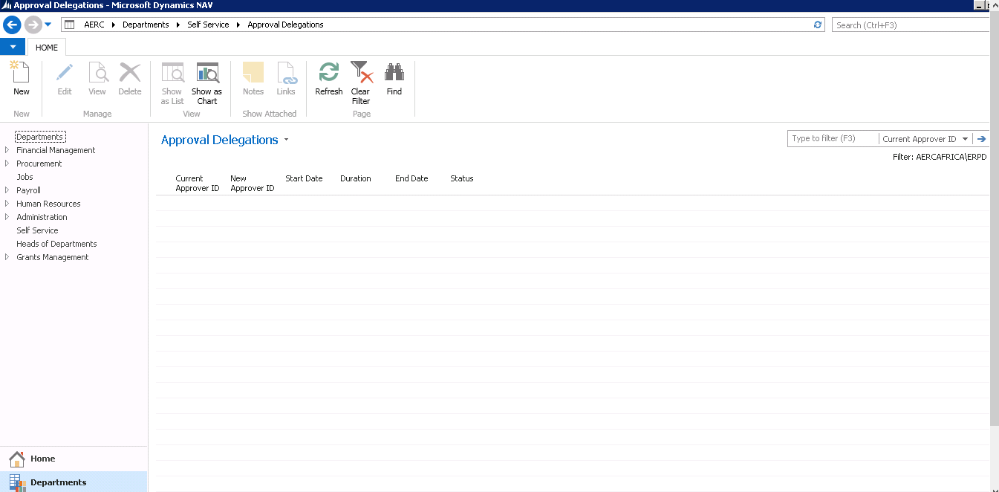 Approval Delegations - Microsoft Dynamics NAV
AERC Departments Self Service Approval Delegations
Search (Ctrl+F3)
HOME
New Edit View Delete Show as List Show as Chart Notes Links Refresh Clear Filter Find
New Manage View Show Attached Page
Departments
Financial Management
Procurement
Jobs
Payroll
Human Resources
Administration
Self Service
Heads of Departments
Grants Management
Home
Departments
Approval Delegations
Type to filter (F3) Current Approver ID
Filter: AERCAFRICA\ERPD
Current Approver ID New Approver ID Start Date Duration End Date Status